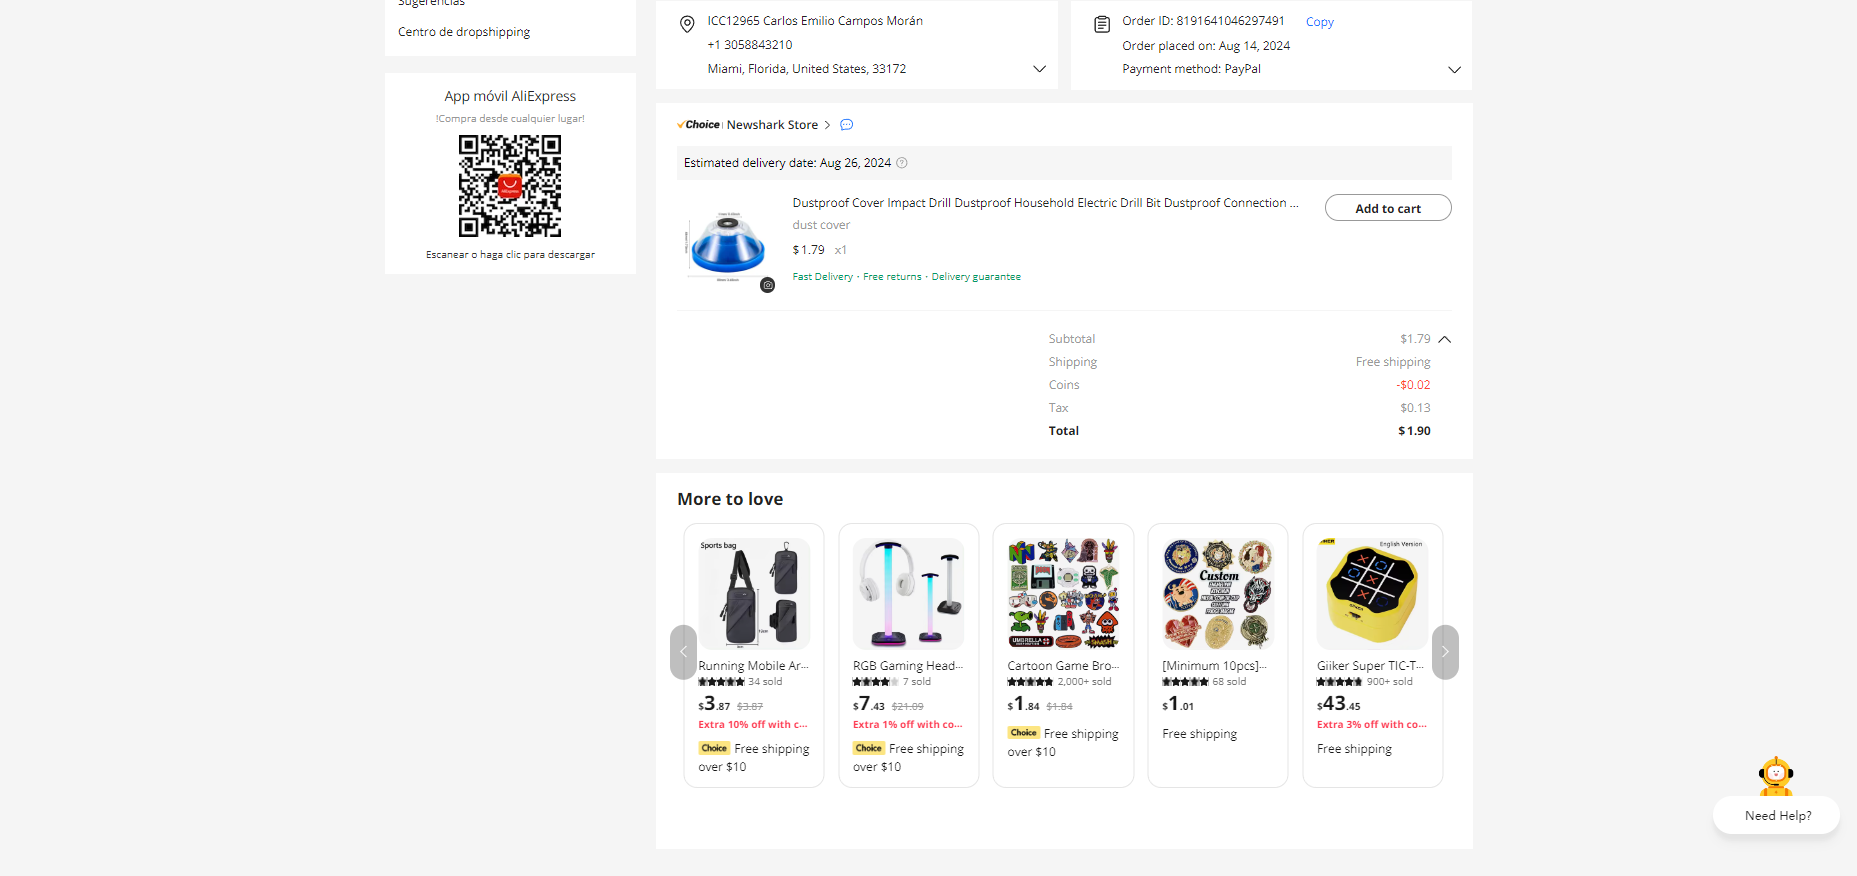 Sugerencias
Centro de dropshipping
App móvil AliExpress
!Compra desde cualquier lugar!
AliExpress
Escanear o haga clic para descargar
ICC12965 Carlos Emilio Campos Morán
+1 3058843210
Miami, Florida, United States, 33172
Order ID: 8191641046297491 Copy
Order placed on: Aug 14, 2024
Payment method: PayPal
Choice Newshark Store
Estimated delivery date: Aug 26, 2024
Dustproof Cover Impact Drill Dustproof Household Electric Drill Bit Dustproof Connection ...
Add to cart
dust cover
$1.79 x1
Fast Delivery · Free returns · Delivery guarantee
Subtotal $1.79
Shipping Free shipping
Coins -$0.02
Tax $0.13
Total $1.90
More to love
Sports bag
Running Mobile Ar...
34 sold
$3.87 $3.87
Extra 10% off with c...
Choice Free shipping
over $10
RGB Gaming Head...
7 sold
$7.43 $21.09
Extra 1% off with co...
Choice Free shipping
over $10
UMBRELLA
Cartoon Game Bro...
2,000+ sold
$1.84 $1.84
Choice Free shipping
over $10
Custom
[Minimum 10pcs]...
68 sold
$1.01
Free shipping
English Version
Giiker Super TIC-T...
900+ sold
$43.45
Extra 3% off with co...
Free shipping
Need Help?